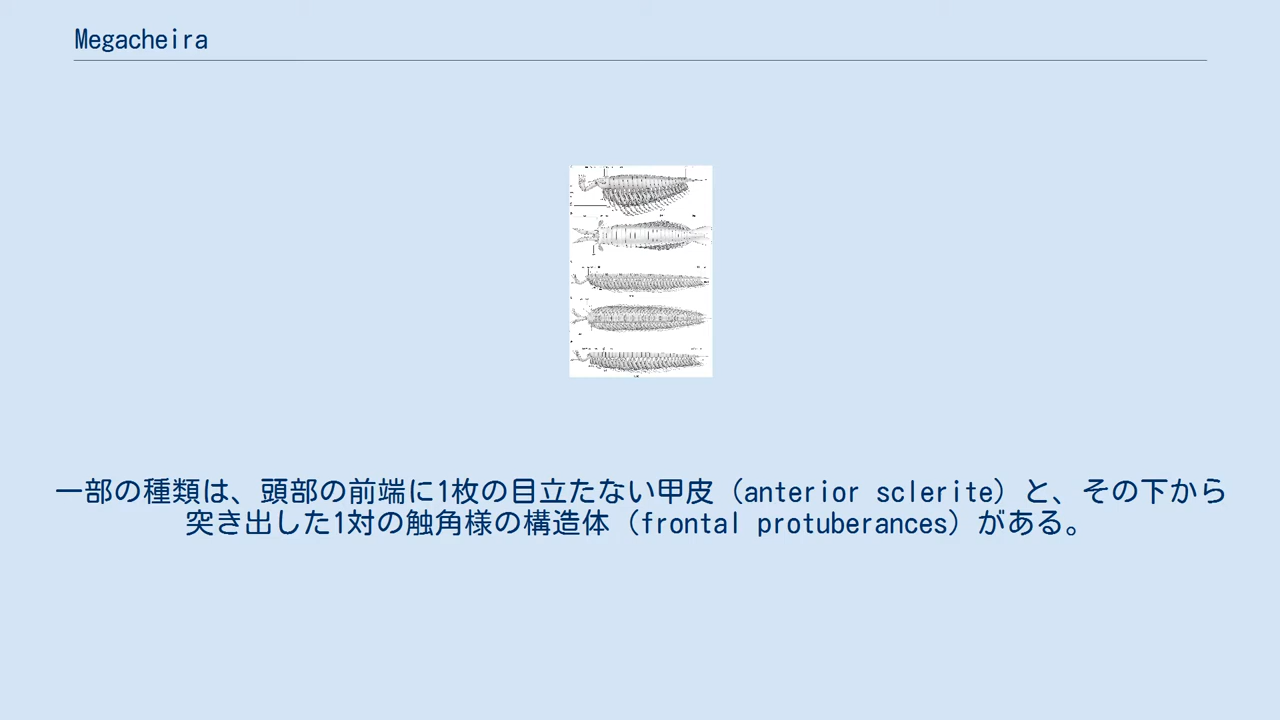 Megacheira
一部の種類は、頭部の前端に1枚の目立たない甲皮（anterior sclerite）と、その下から
突き出した1対の触角様の構造体（frontal protuberances）がある。